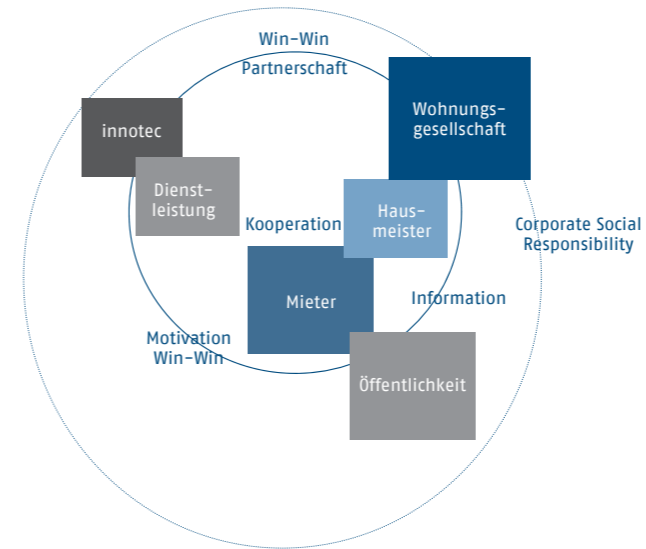 Win-Win
Partnerschaft
Wohnungs-
gesellschaft
innotec
Dienst-
leistung
Haus-
meister
Kooperation
Corporate Social
Responsibility
Mieter
Information
Motivation
Win-Win
Öffentlichkeit